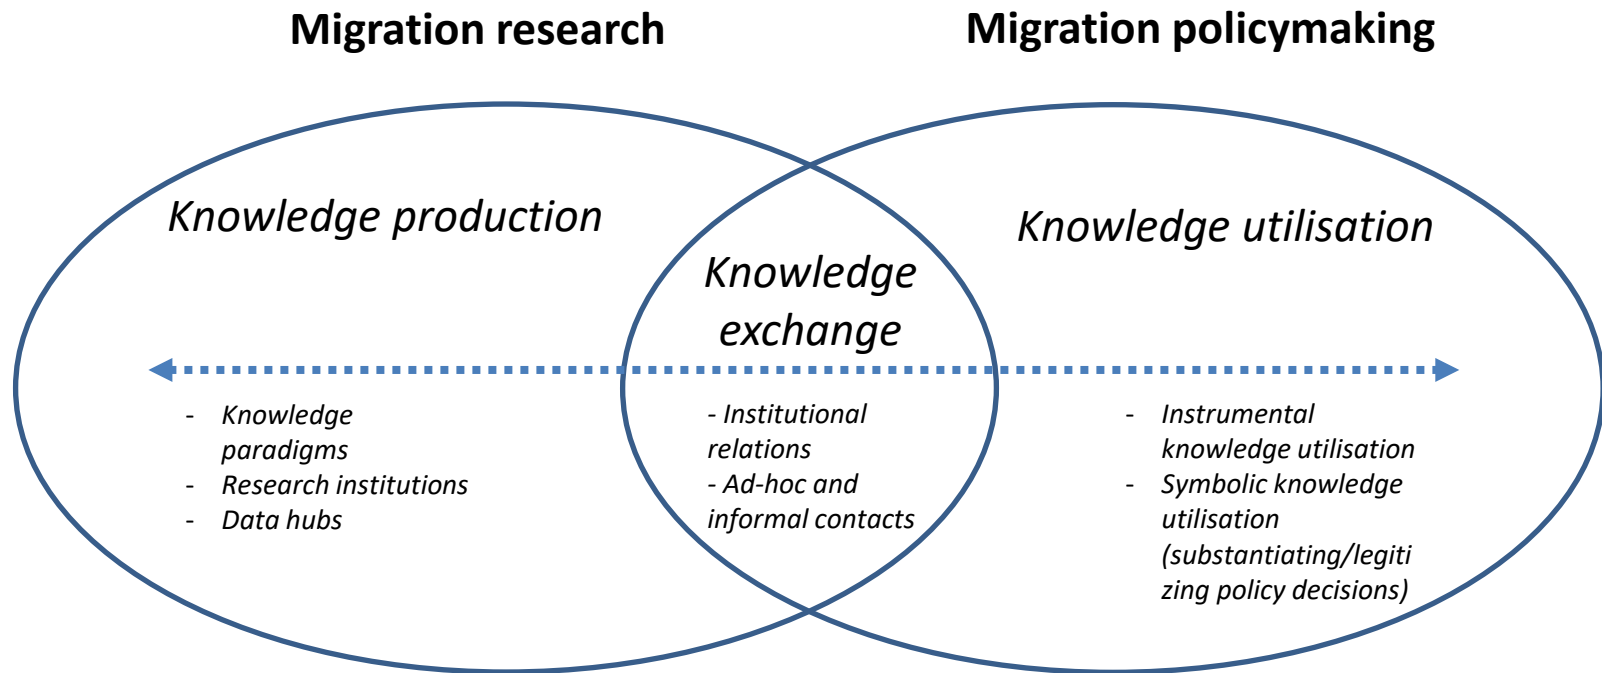 Migration research
Migration policymaking
Knowledge production
Knowledge
exchange
Knowledge utilisation
- Knowledge
paradigms
- Research institutions
- Data hubs
- Institutional
relations
- Ad-hoc and
informal contacts
- Instrumental
knowledge utilisation
- Symbolic knowledge
utilisation
(substantiating/legiti
zing policy decisions)